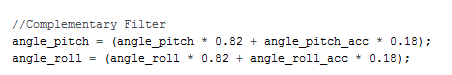 //Complementary Filter
angle_pitch = (angle_pitch * 0.82 + angle_pitch_acc * 0.18);
angle_roll = (angle_roll * 0.82 + angle_roll_acc * 0.18);